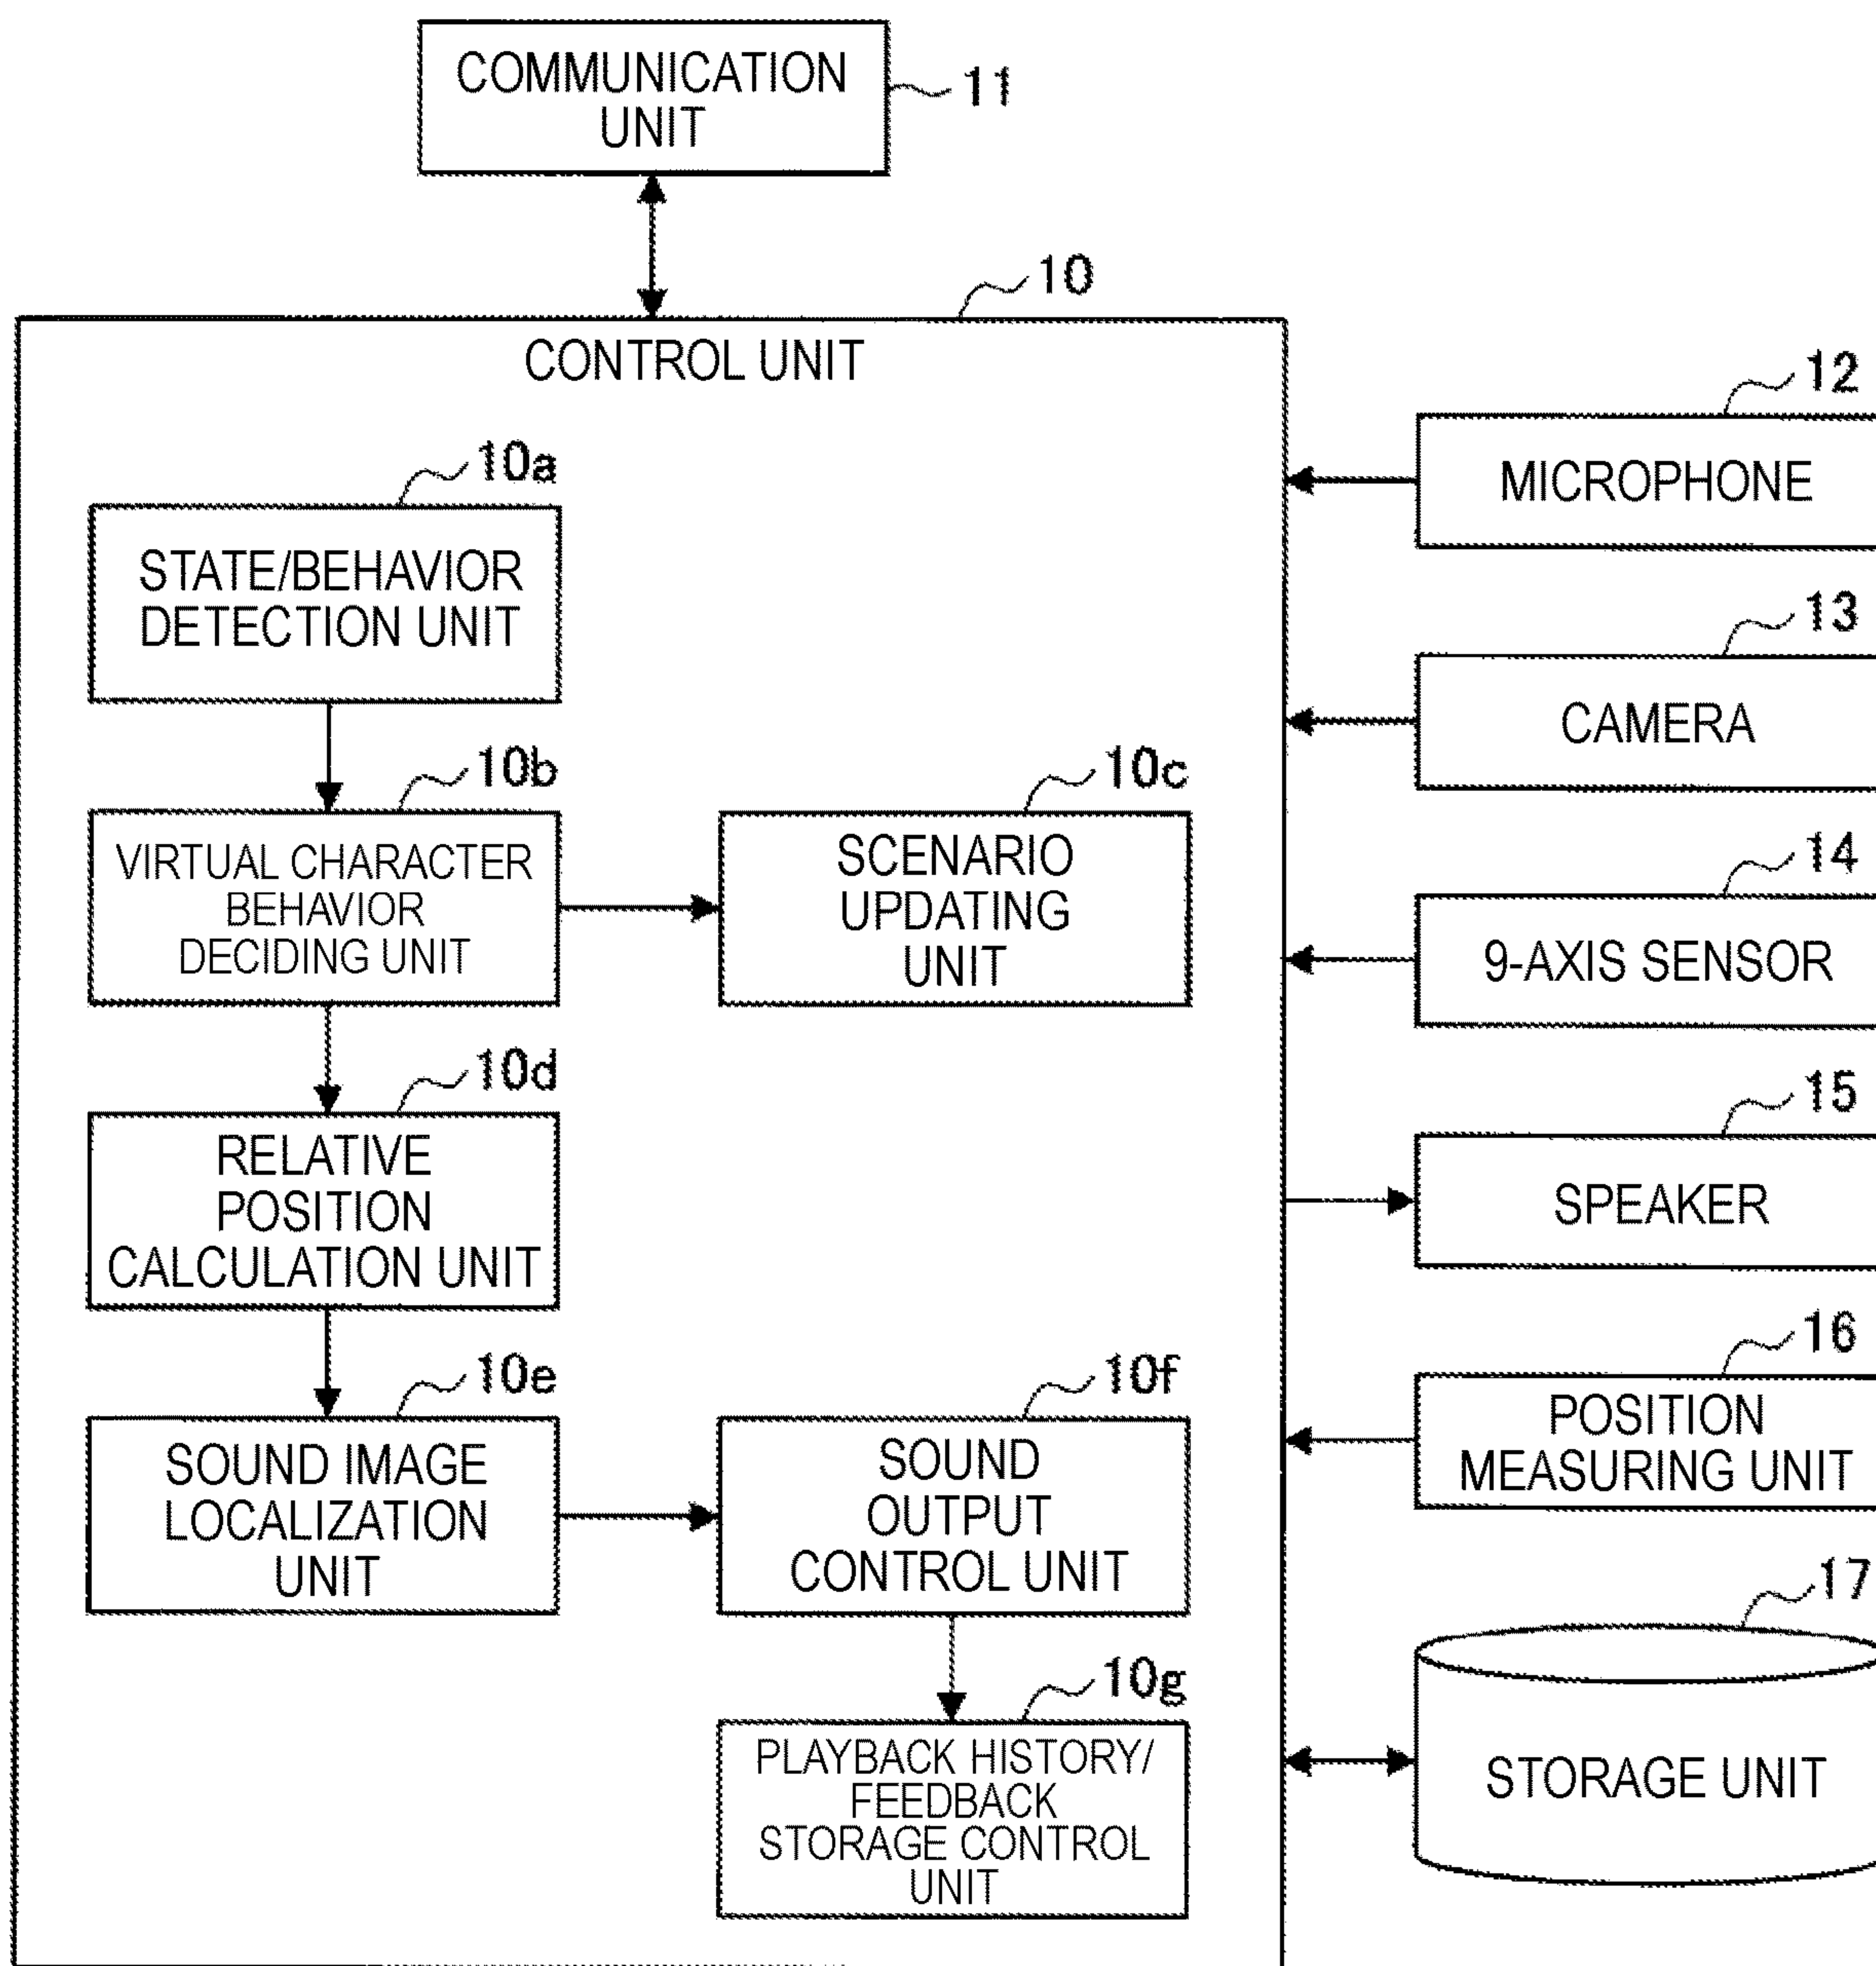 COMMUNICATION
UNIT
11
10
CONTROL UNIT
10a
STATE/BEHAVIOR
DETECTION UNIT
10b
VIRTUAL CHARACTER
BEHAVIOR
DECIDING UNIT
10c
SCENARIO
UPDATING
UNIT
10d
RELATIVE
POSITION
CALCULATION UNIT
10e
SOUND IMAGE
LOCALIZATION
UNIT
10f
SOUND
OUTPUT
CONTROL UNIT
10g
PLAYBACK HISTORY/
FEEDBACK
STORAGE CONTROL
UNIT
12
MICROPHONE
13
CAMERA
14
9-AXIS SENSOR
15
SPEAKER
16
POSITION
MEASURING UNIT
17
STORAGE UNIT